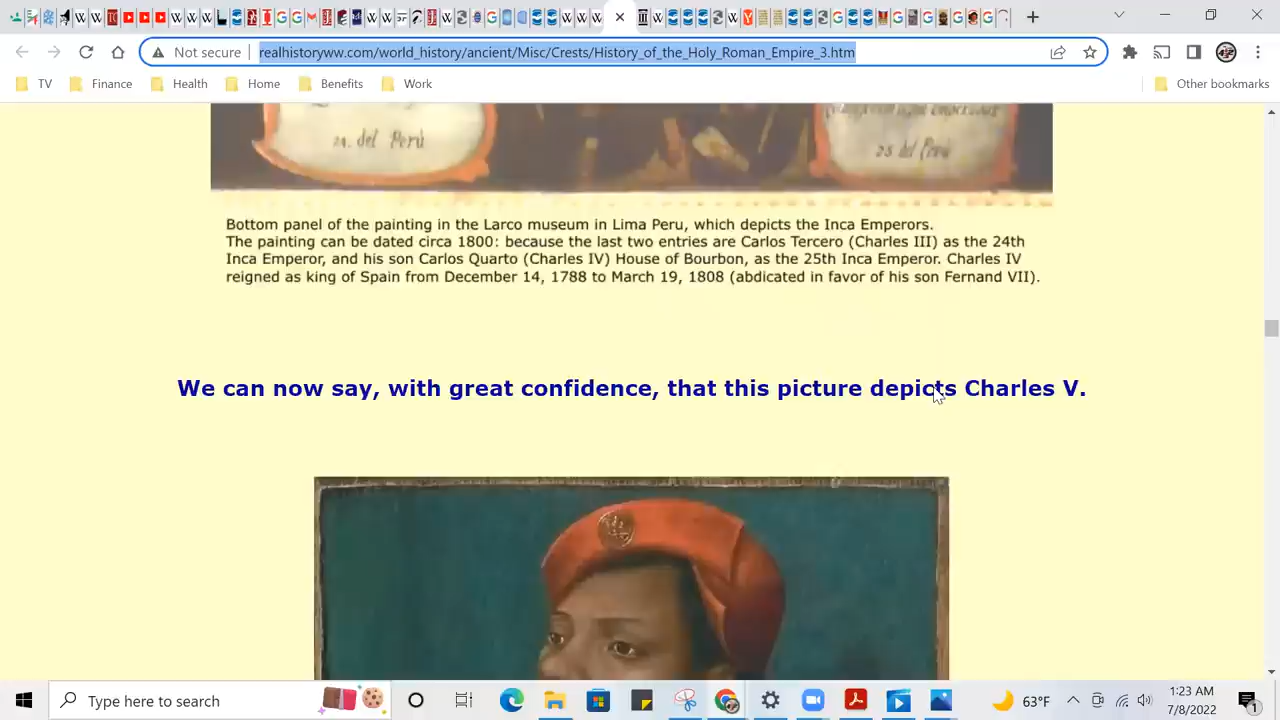 Not secure
realhistoryww.com/world_history/ancient/Misc/Crests/History_of_the_Holy_Roman_Empire_3.htm
TV
Finance
Health
Home
Benefits
Work
Other bookmarks
24. del Perú
25 del Perú
Bottom panel of the painting in the Larco museum in Lima Peru, which depicts the Inca Emperors.
The painting can be dated circa 1800: because the last two entries are Carlos Tercero (Charles III) as the 24th
Inca Emperor, and his son Carlos Quarto (Charles IV) House of Bourbon, as the 25th Inca Emperor. Charles IV
reigned as king of Spain from December 14, 1788 to March 19, 1808 (abdicated in favor of his son Fernand VII).
We can now say, with great confidence, that this picture depicts Charles V.
Type here to search
63°F
1:23 AM
7/8/2022